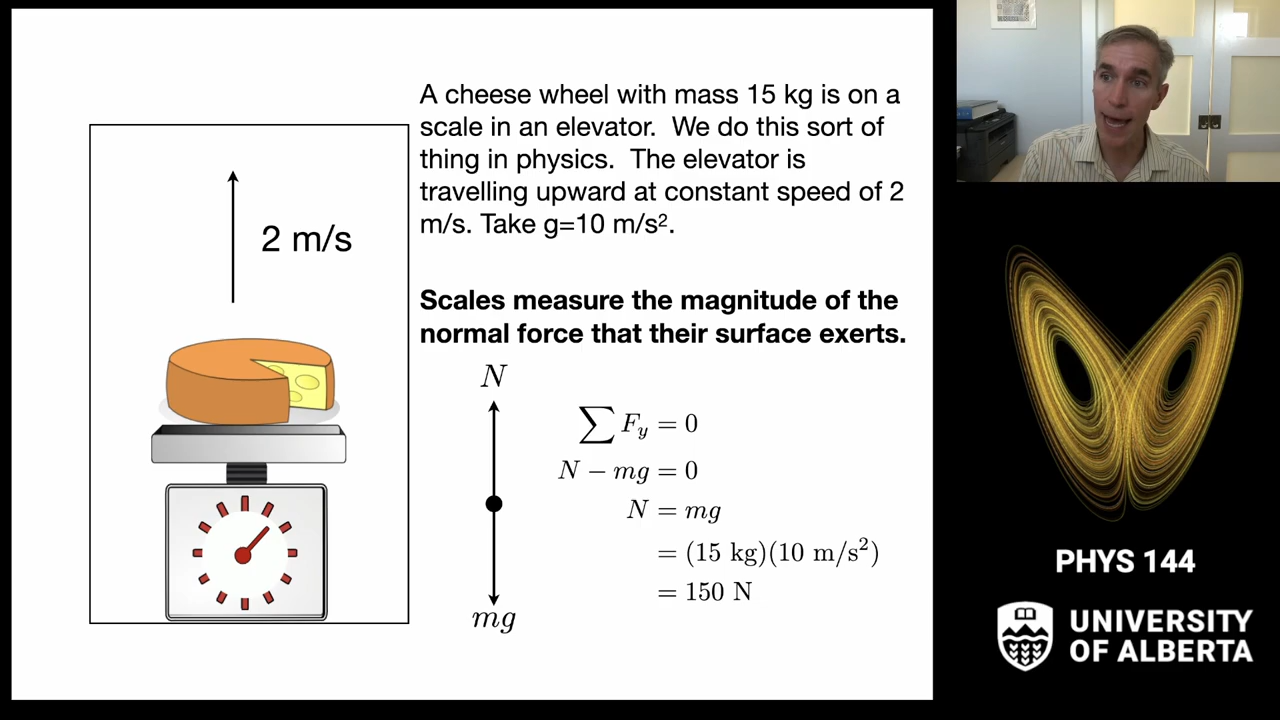 A cheese wheel with mass 15 kg is on a
scale in an elevator. We do this sort of
thing in physics. The elevator is
travelling upward at constant speed of 2
m/s. Take g=10 m/s².
2 m/s
Scales measure the magnitude of the
normal force that their surface exerts.
N
∑ F_y = 0
N − mg = 0
N = mg
= (15 kg)(10 m/s²)
= 150 N
mg
PHYS 144
UNIVERSITY
OF ALBERTA